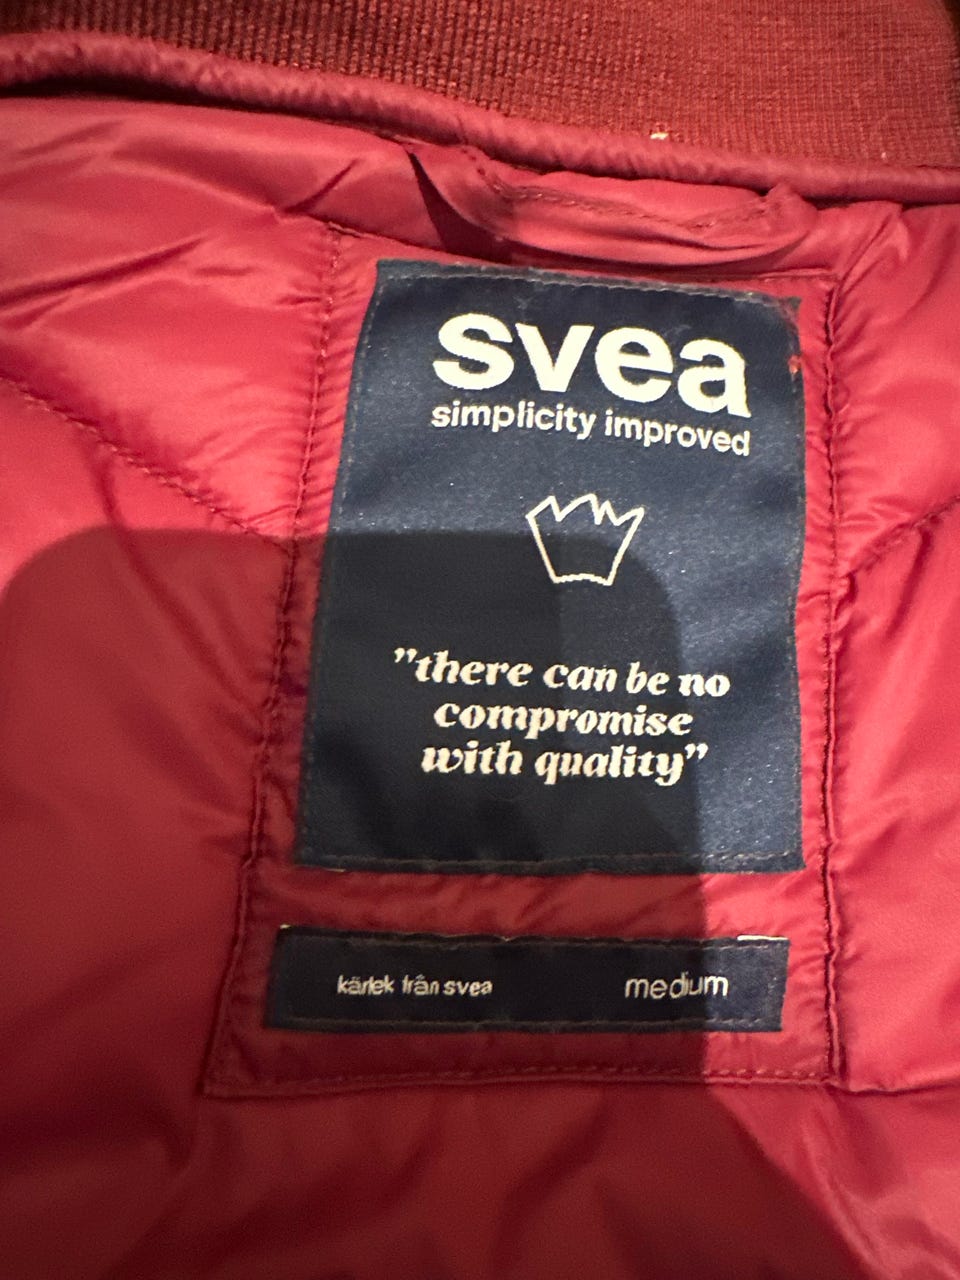 svea
simplicity improved
”there can be no
compromise
with quality”
kärlek från svea medium